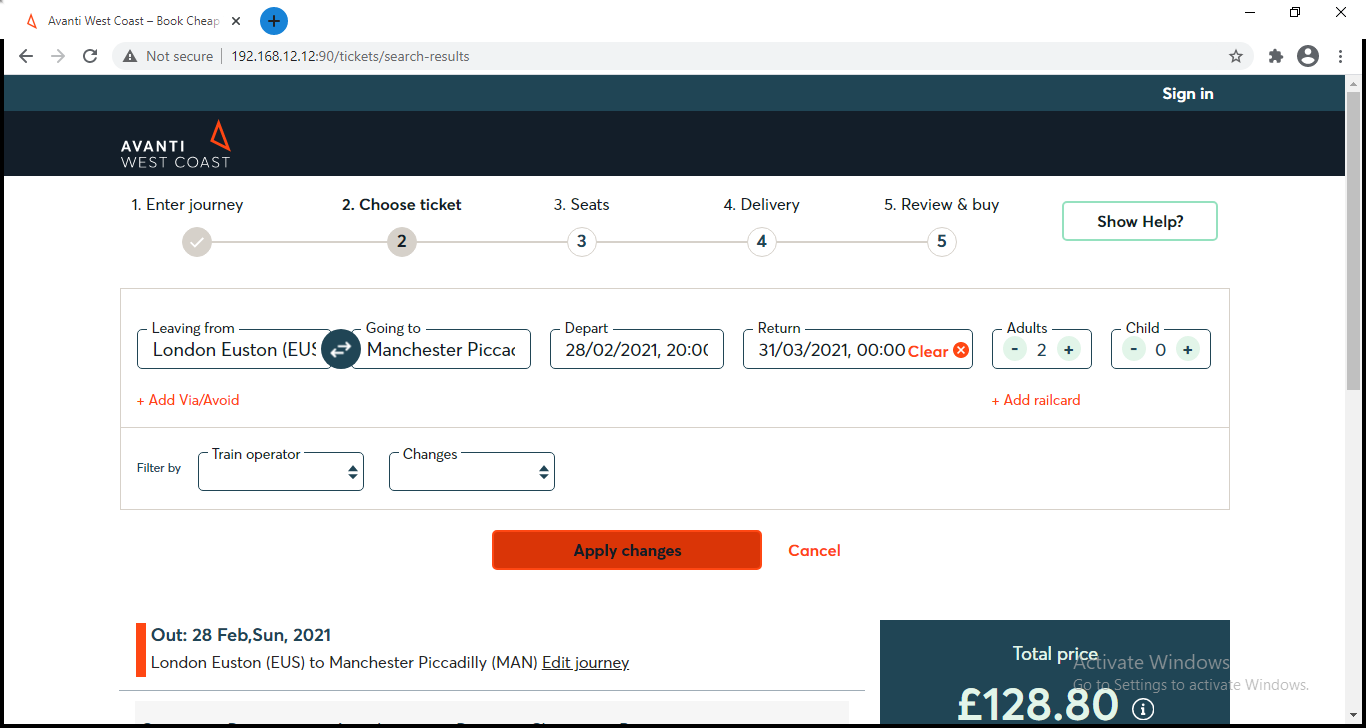 Avanti West Coast – Book Cheap
Not secure
192.168.12.12:90/tickets/search-results
Sign in
AVANTI
WEST COAST
1. Enter journey
2. Choose ticket
3. Seats
4. Delivery
5. Review & buy
2
3
4
5
Show Help?
Leaving from
London Euston (EUS
Going to
Manchester Piccad
Depart
28/02/2021, 20:00
Return
31/03/2021, 00:00
Clear
Adults
- 2 +
Child
- 0 +
+ Add Via/Avoid
+ Add railcard
Filter by
Train operator
Changes
Apply changes
Cancel
Out: 28 Feb,Sun, 2021
London Euston (EUS) to Manchester Piccadilly (MAN) Edit journey
Total price
£128.80
Activate Windows
Go to Settings to activate Windows.